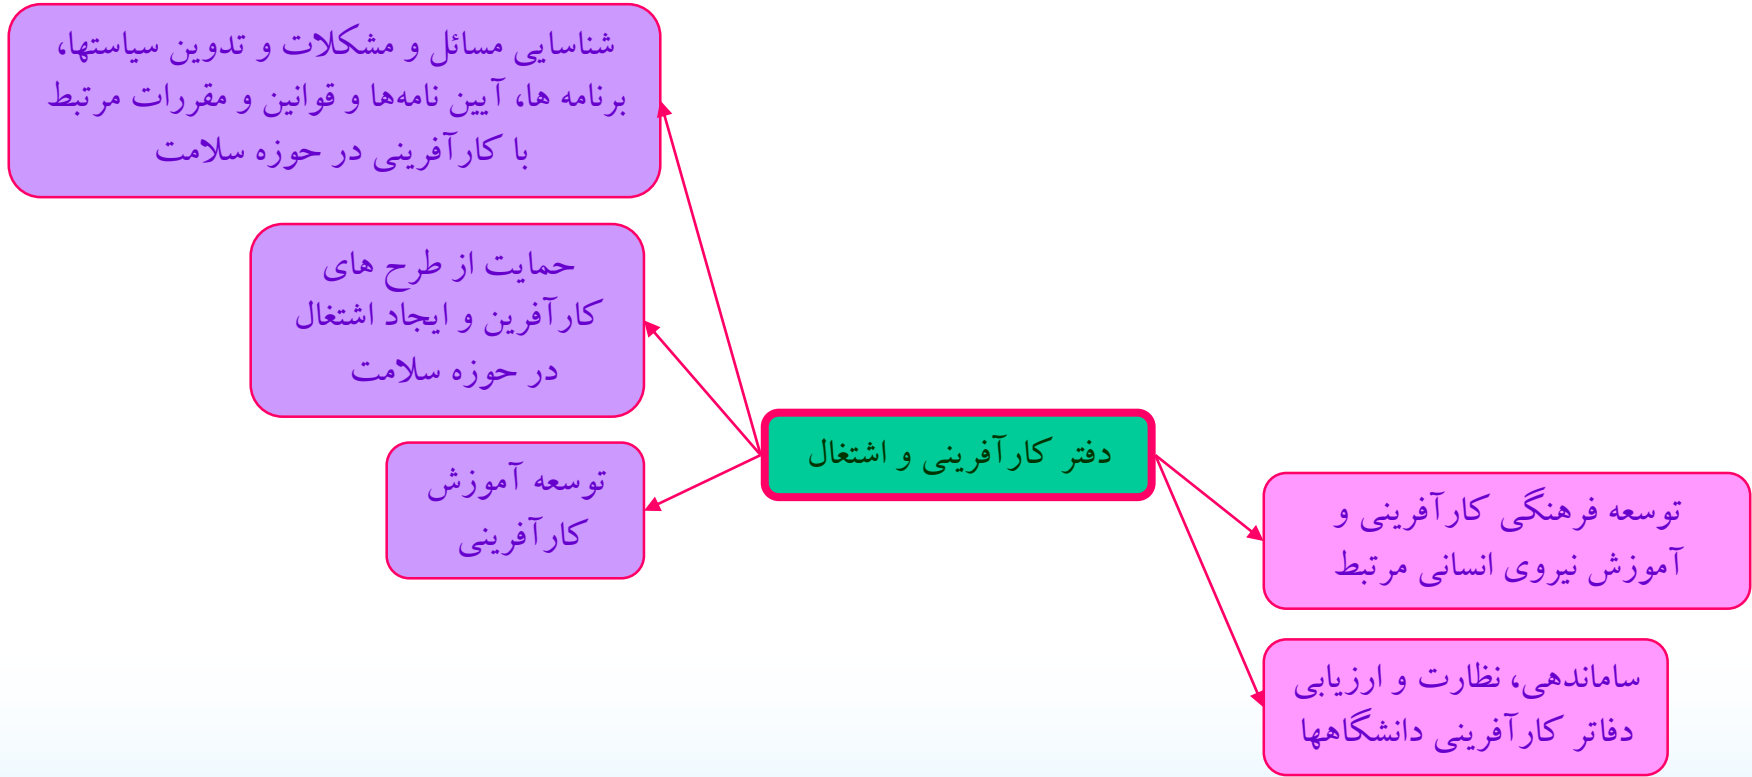 شناسایی مسائل و مشکلات و تدوین سیاستها،
برنامه ها، آیین نامه‌ها و قوانین و مقررات مرتبط
با کارآفرینی در حوزه سلامت
حمایت از طرح های
کارآفرین و ایجاد اشتغال
در حوزه سلامت
توسعه آموزش
کارآفرینی
دفتر کارآفرینی و اشتغال
توسعه فرهنگی کارآفرینی و
آموزش نیروی انسانی مرتبط
ساماندهی، نظارت و ارزیابی
دفاتر کارآفرینی دانشگاهها